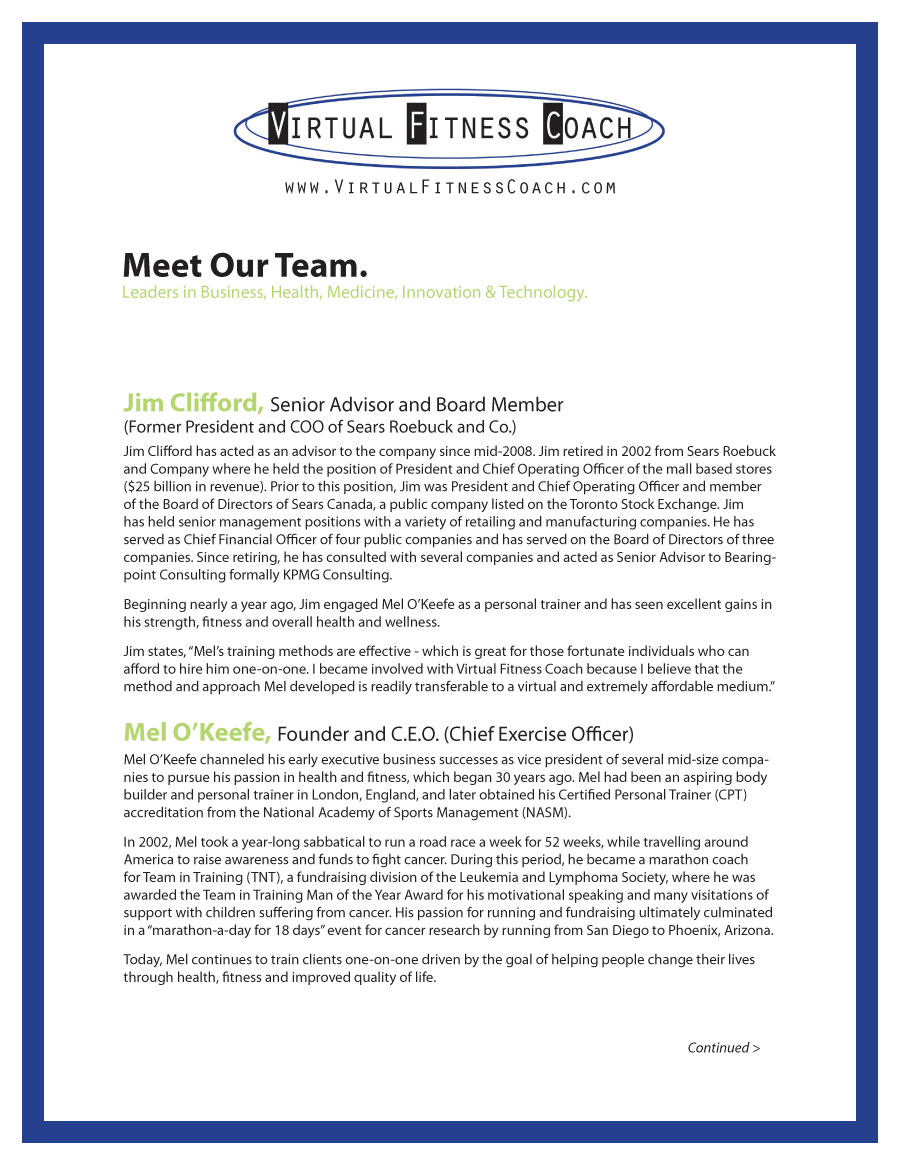 VIRTUAL FITNESS COACH
www.VirtualFitnessCoach.com
Meet Our Team.
Leaders in Business, Health, Medicine, Innovation & Technology.
Jim Clifford, Senior Advisor and Board Member
(Former President and COO of Sears Roebuck and Co.)
Jim Clifford has acted as an advisor to the company since mid-2008. Jim retired in 2002 from Sears Roebuck
and Company where he held the position of President and Chief Operating Officer of the mall based stores
($25 billion in revenue). Prior to this position, Jim was President and Chief Operating Officer and member
of the Board of Directors of Sears Canada, a public company listed on the Toronto Stock Exchange. Jim
has held senior management positions with a variety of retailing and manufacturing companies. He has
served as Chief Financial Officer of four public companies and has served on the Board of Directors of three
companies. Since retiring, he has consulted with several companies and acted as Senior Advisor to Bearing-
point Consulting formally KPMG Consulting.
Beginning nearly a year ago, Jim engaged Mel O’Keefe as a personal trainer and has seen excellent gains in
his strength, fitness and overall health and wellness.
Jim states, “Mel’s training methods are effective - which is great for those fortunate individuals who can
afford to hire him one-on-one. I became involved with Virtual Fitness Coach because I believe that the
method and approach Mel developed is readily transferable to a virtual and extremely affordable medium.”
Mel O’Keefe, Founder and C.E.O. (Chief Exercise Officer)
Mel O’Keefe channeled his early executive business successes as vice president of several mid-size compa-
nies to pursue his passion in health and fitness, which began 30 years ago. Mel had been an aspiring body
builder and personal trainer in London, England, and later obtained his Certified Personal Trainer (CPT)
accreditation from the National Academy of Sports Management (NASM).
In 2002, Mel took a year-long sabbatical to run a road race a week for 52 weeks, while travelling around
America to raise awareness and funds to fight cancer. During this period, he became a marathon coach
for Team in Training (TNT), a fundraising division of the Leukemia and Lymphoma Society, where he was
awarded the Team in Training Man of the Year Award for his motivational speaking and many visitations of
support with children suffering from cancer. His passion for running and fundraising ultimately culminated
in a “marathon-a-day for 18 days” event for cancer research by running from San Diego to Phoenix, Arizona.
Today, Mel continues to train clients one-on-one driven by the goal of helping people change their lives
through health, fitness and improved quality of life.
Continued >